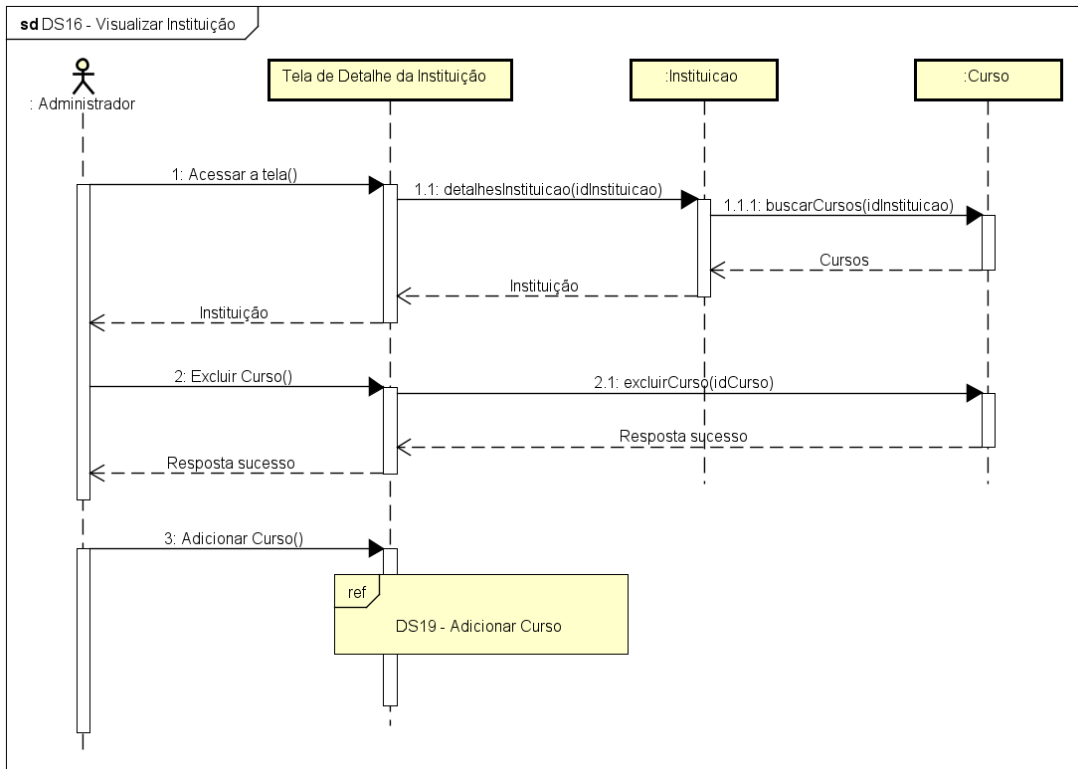 sd DS16 - Visualizar Instituição
: Administrador
Tela de Detalhe da Instituição
:Instituicao
:Curso
1: Acessar a tela()
1.1: detalhesInstituicao(idInstituicao)
1.1.1: buscarCursos(idInstituicao)
Cursos
Instituição
Instituição
2: Excluir Curso()
2.1: excluirCurso(idCurso)
Resposta sucesso
Resposta sucesso
3: Adicionar Curso()
ref
DS19 - Adicionar Curso